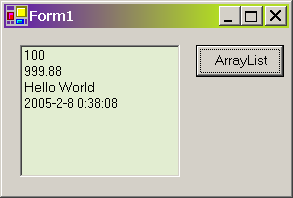 Form1
100
999.88
Hello World
2005-2-8 0:38:08
ArrayList